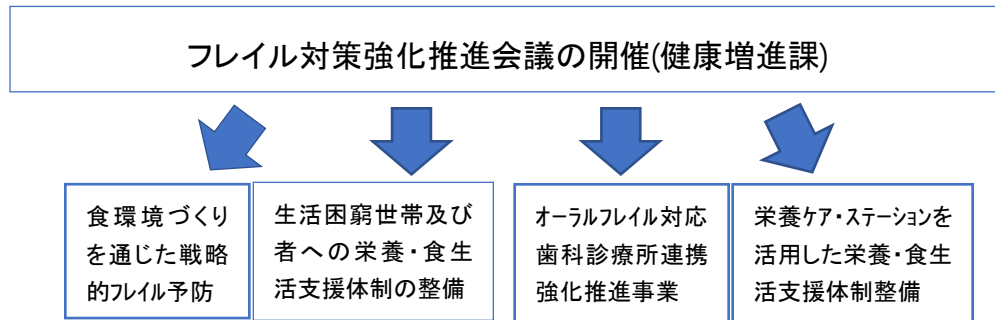 フレイル対策強化推進会議の開催(健康増進課)
食環境づくり
を通じた戦略
的フレイル予防
生活困窮世帯及び
者への栄養・食生
活支援体制の整備
オーラルフレイル対応
歯科診療所連携
強化推進事業
栄養ケア・ステーションを
活用した栄養・食生
活支援体制整備